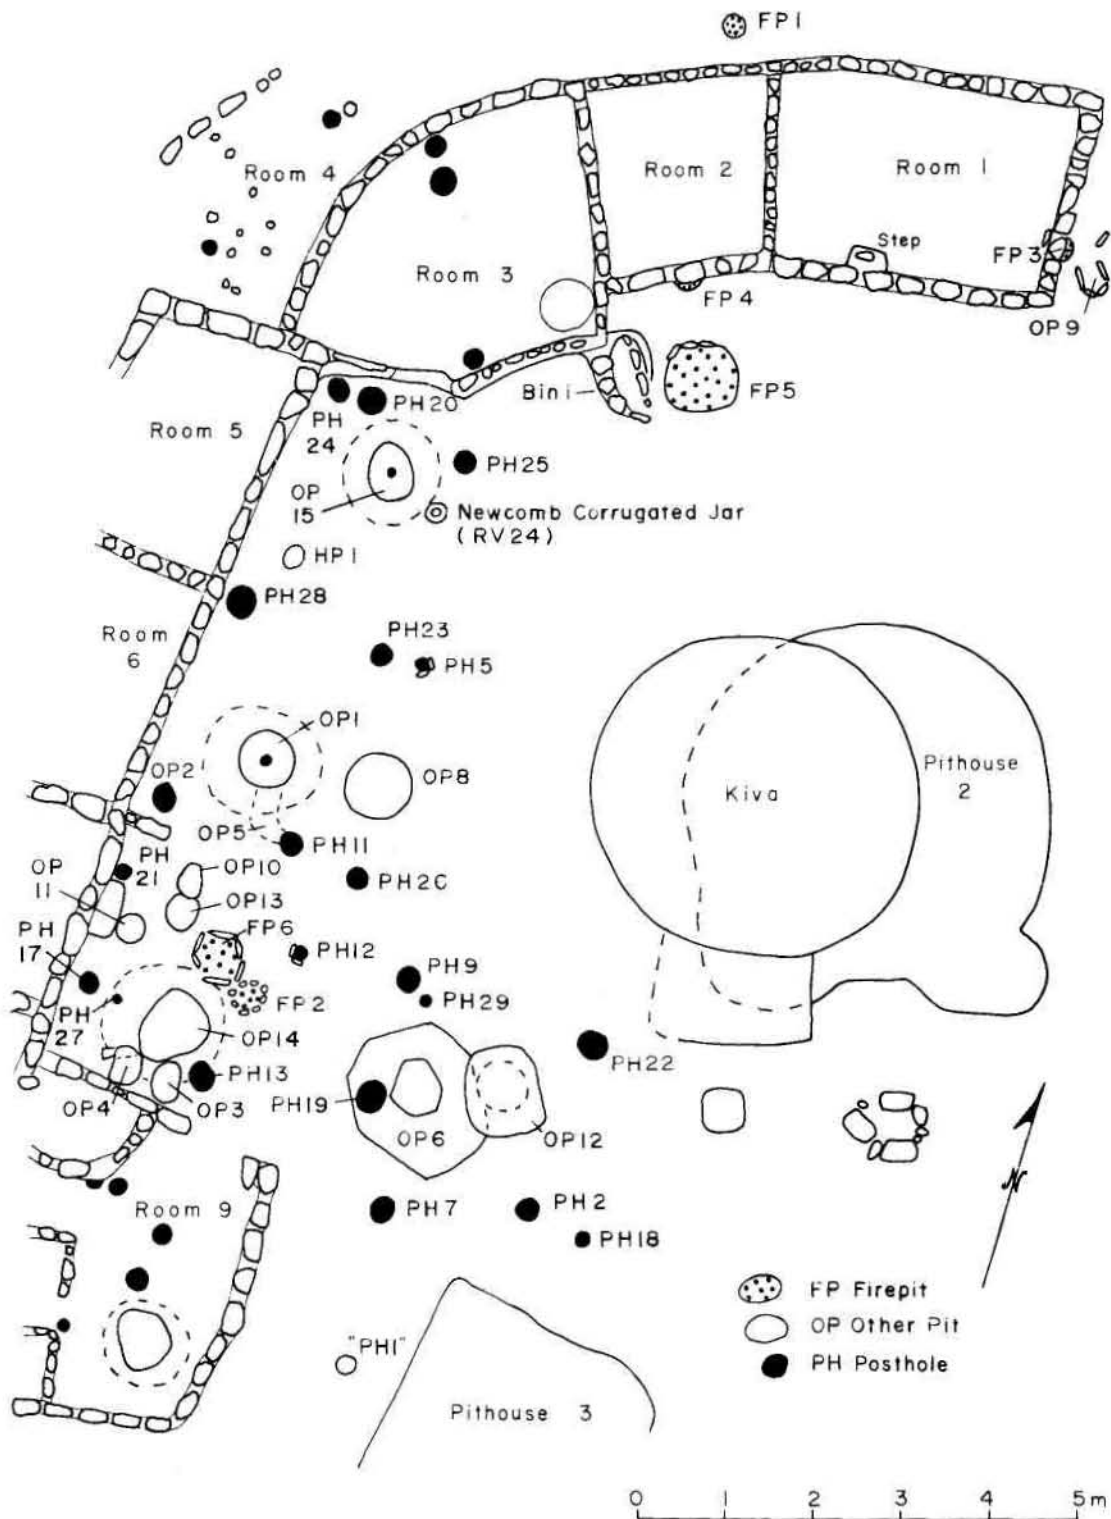 FP1
Room 4
Room 2
Room 1
Step
FP3
Room 3
FP4
OP9
Bin 1
FP5
PH20
PH
24
Room 5
PH25
OP
15
Newcomb Corrugated Jar
(RV24)
HP1
PH28
PH23
Room
6
PH5
OP1
OP2
OP8
Pithouse
2
Kiva
OP5
PH11
PH
21
OP
11
OP10
PH2C
OP13
PH
17
FP6
PH12
PH9
PH29
FP2
PH
27
OP14
PH22
PH13
OP4
OP3
PH19
OP6
OP12
N
Room 9
PH7
PH2
PH18
FP Firepit
OP Other Pit
PH Posthole
"PH1"
Pithouse 3
0 1 2 3 4 5m